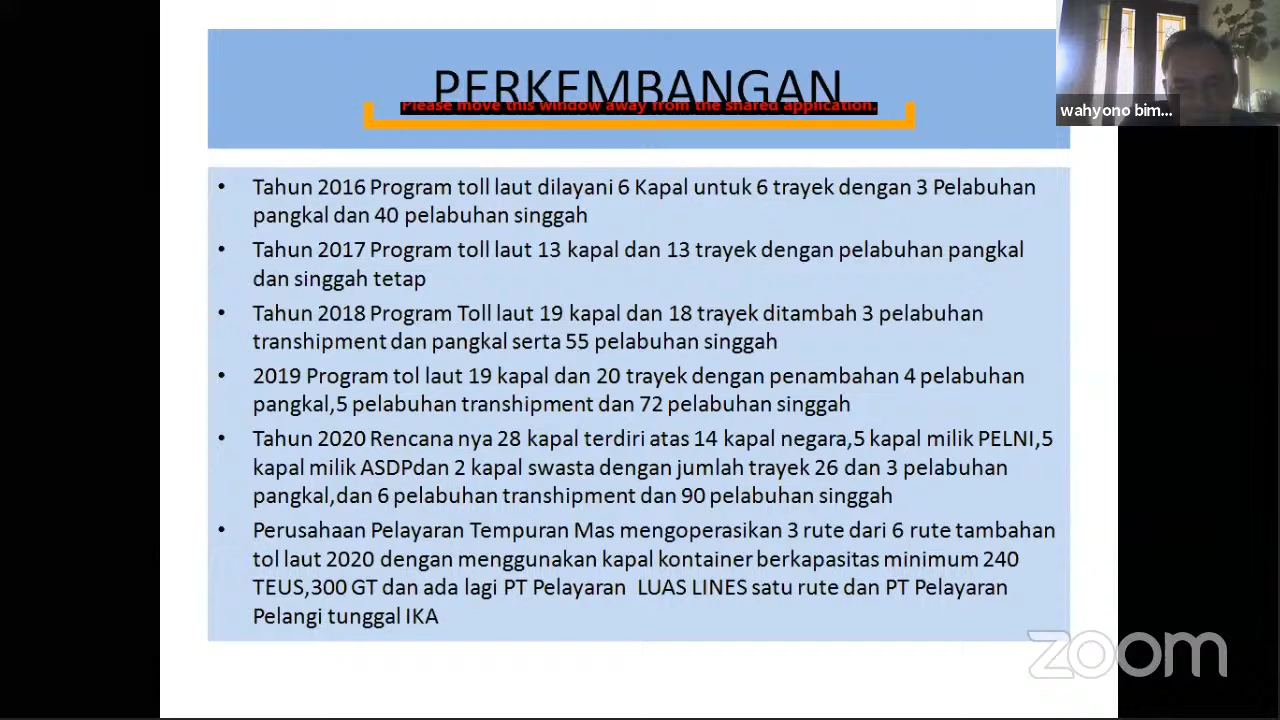 PERKEMBANGAN
Please move this window away from the shared application.
wahyono bim...
• Tahun 2016 Program toll laut dilayani 6 Kapal untuk 6 trayek dengan 3 Pelabuhan
pangkal dan 40 pelabuhan singgah
• Tahun 2017 Program toll laut 13 kapal dan 13 trayek dengan pelabuhan pangkal
dan singgah tetap
• Tahun 2018 Program Toll laut 19 kapal dan 18 trayek ditambah 3 pelabuhan
transhipment dan pangkal serta 55 pelabuhan singgah
• 2019 Program tol laut 19 kapal dan 20 trayek dengan penambahan 4 pelabuhan
pangkal,5 pelabuhan transhipment dan 72 pelabuhan singgah
• Tahun 2020 Rencana nya 28 kapal terdiri atas 14 kapal negara,5 kapal milik PELNI,5
kapal milik ASDPdan 2 kapal swasta dengan jumlah trayek 26 dan 3 pelabuhan
pangkal,dan 6 pelabuhan transhipment dan 90 pelabuhan singgah
• Perusahaan Pelayaran Tempuran Mas mengoperasikan 3 rute dari 6 rute tambahan
tol laut 2020 dengan menggunakan kapal kontainer berkapasitas minimum 240
TEUS,300 GT dan ada lagi PT Pelayaran LUAS LINES satu rute dan PT Pelayaran
Pelangi tunggal IKA
zoom